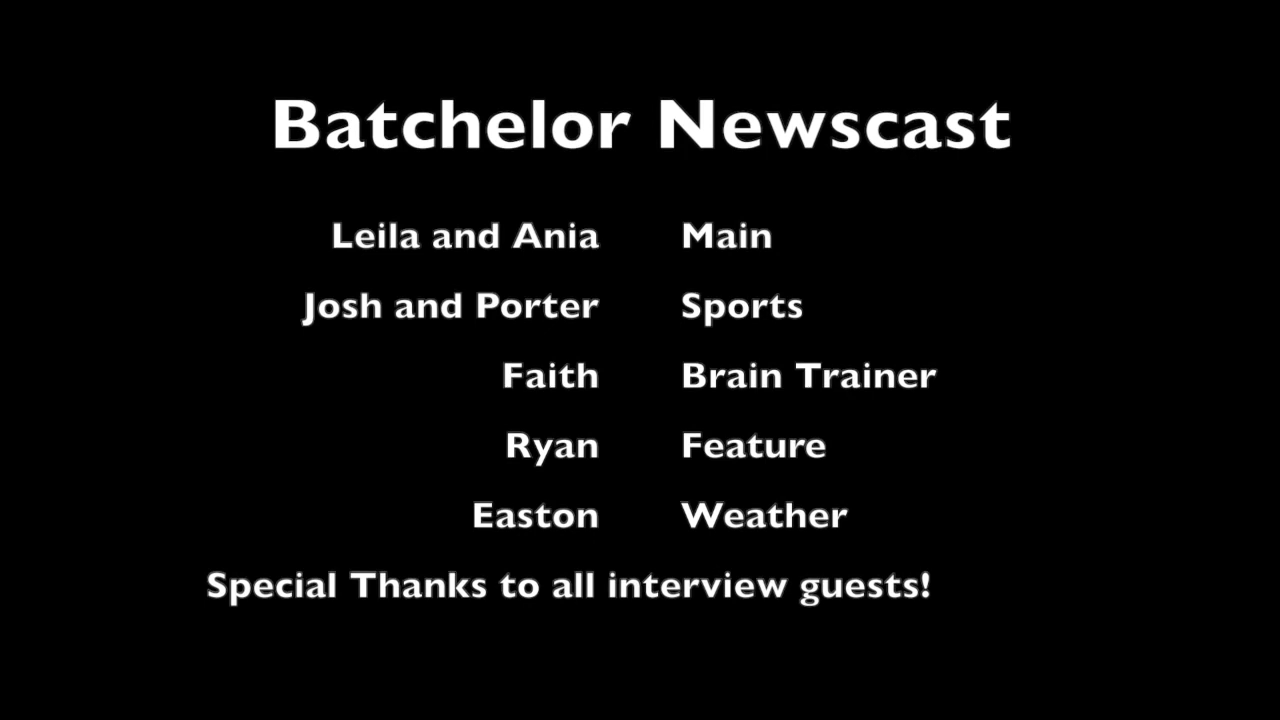 Batchelor Newscast
Leila and Ania Main
Josh and Porter Sports
Faith Brain Trainer
Ryan Feature
Easton Weather
Special Thanks to all interview guests!